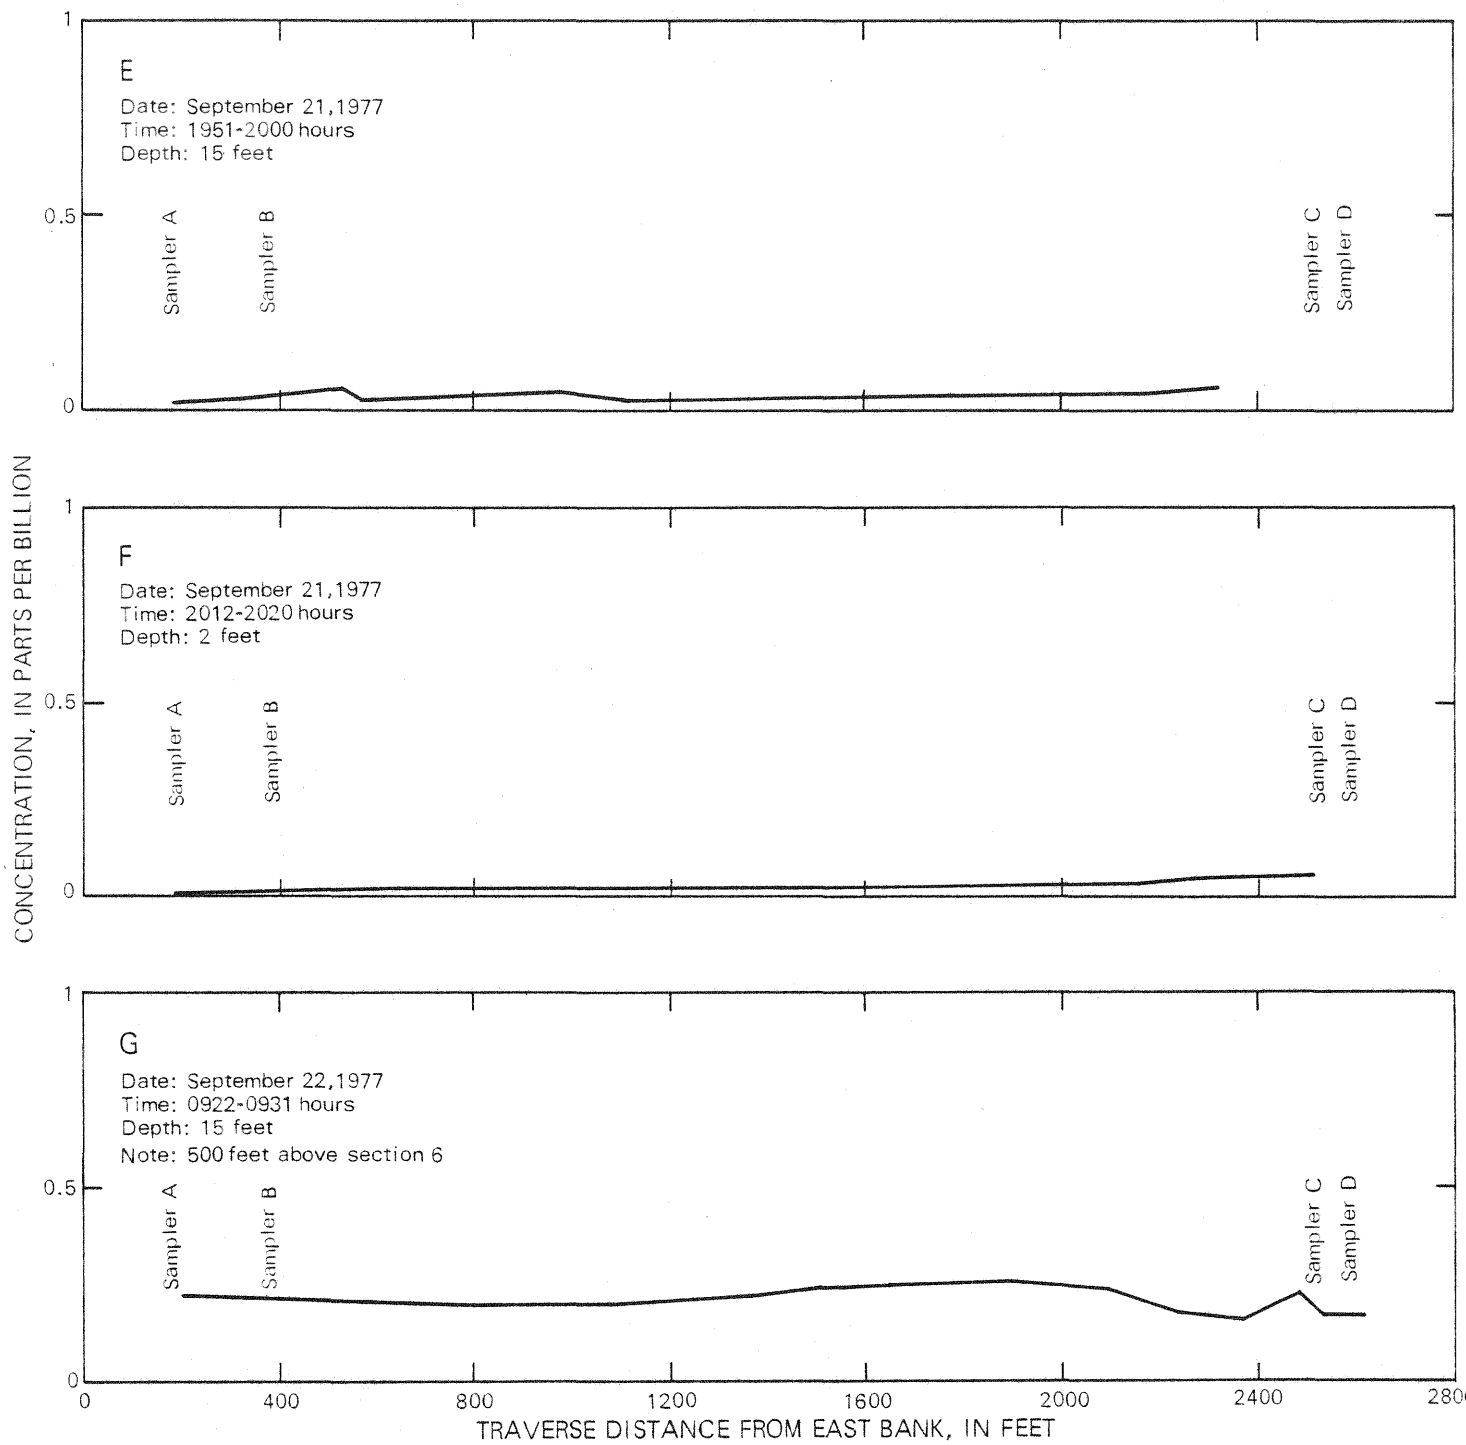 1
E
Date: September 21,1977
Time: 1951-2000 hours
Depth: 15 feet
0.5
Sampler A
Sampler B
Sampler C
Sampler D
0
CONCENTRATION, IN PARTS PER BILLION
1
F
Date: September 21,1977
Time: 2012-2020 hours
Depth: 2 feet
0.5
Sampler A
Sampler B
Sampler C
Sampler D
0
1
G
Date: September 22,1977
Time: 0922-0931 hours
Depth: 15 feet
Note: 500 feet above section 6
0.5
Sampler A
Sampler B
Sampler C
Sampler D
0
0 400 800 1200 1600 2000 2400 280
TRAVERSE DISTANCE FROM EAST BANK, IN FEET